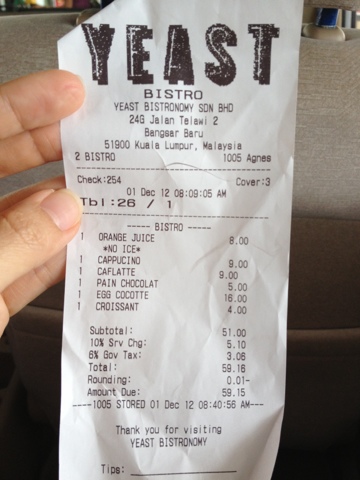 YEAST
BISTRO
YEAST BISTRONOMY SDN BHD
24G Jalan Telawi 2
Bangsar Baru
51900 Kuala Lumpur, Malaysia
2 BISTRO 1005 Agnes
Check:254 Cover:3
01 Dec 12 08:09:05 AM
Tbl:26 / 1
----- BISTRO -----
1 ORANGE JUICE 8.00
*NO ICE*
1 CAPPUCINO 9.00
1 CAFLATTE 9.00
1 PAIN CHOCOLAT 5.00
1 EGG COCOTTE 16.00
1 CROISSANT 4.00
Subtotal: 51.00
10% Srv Chg: 5.10
6% Gov Tax: 3.06
Total: 59.16
Rounding: 0.01-
Amount Due: 59.15
----1005 STORED 01 Dec 12 08:40:56 AM---
Thank you for visiting
YEAST BISTRONOMY
Tips: ______________